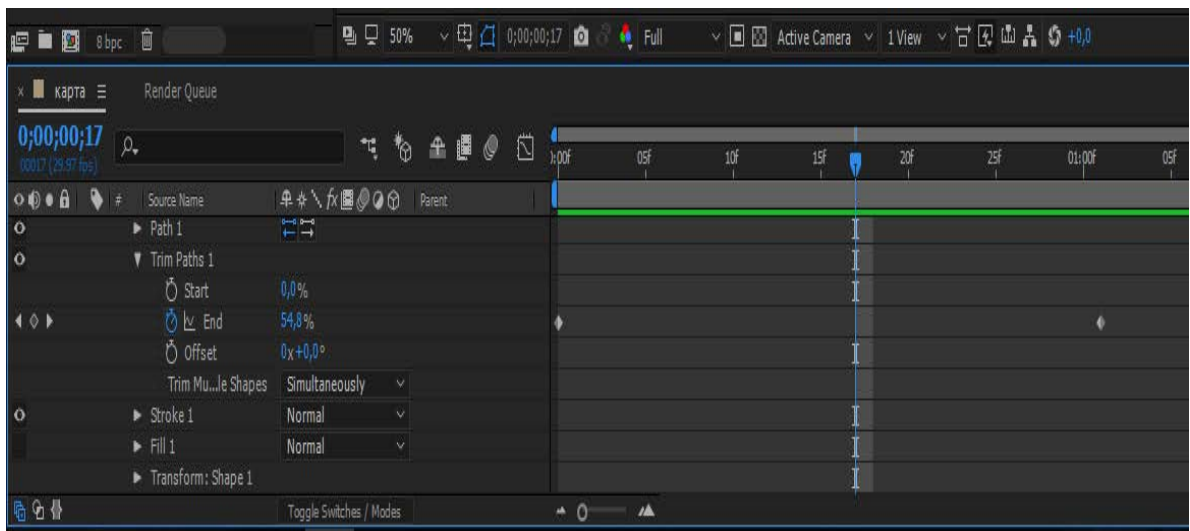 8 bpc 50% 0;00;00;17 Full Active Camera 1 View +0,0
× карта Render Queue
0;00;00;17
00017 (29.97 fps)
):00f 05f 10f 15f 20f 25f 01:00f 05f
# Source Name fx Parent
Path 1
Trim Paths 1
Start 0,0%
End 54,8%
Offset 0x+0,0°
Trim Mu...le Shapes Simultaneously
Stroke 1 Normal
Fill 1 Normal
Transform: Shape 1
Toggle Switches / Modes